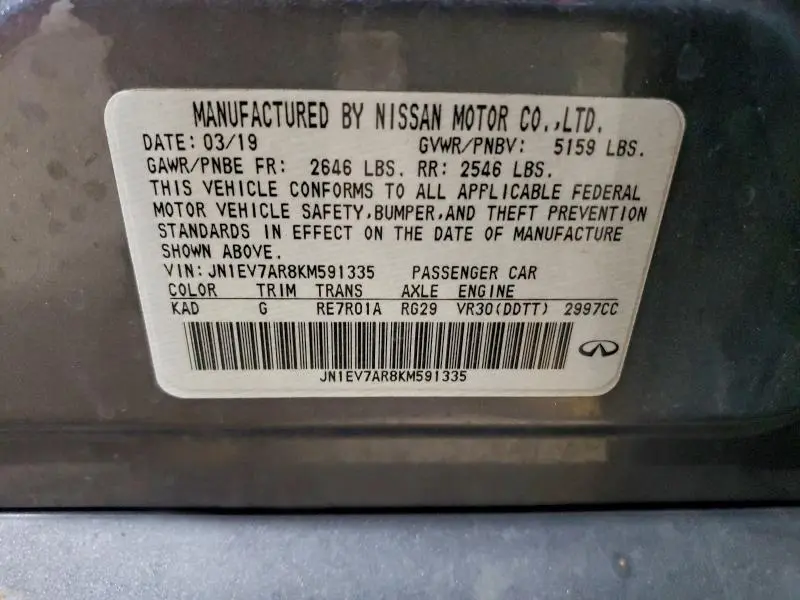 MANUFACTURED BY NISSAN MOTOR CO.,LTD.
DATE: 03/19 GVWR/PNBV: 5159 LBS.
GAWR/PNBE FR: 2646 LBS. RR: 2546 LBS.
THIS VEHICLE CONFORMS TO ALL APPLICABLE FEDERAL
MOTOR VEHICLE SAFETY,BUMPER,AND THEFT PREVENTION
STANDARDS IN EFFECT ON THE DATE OF MANUFACTURE
SHOWN ABOVE.
VIN: JN1EV7AR8KM591335 PASSENGER CAR
COLOR TRIM TRANS AXLE ENGINE
KAD G RE7R01A RG29 VR30(DDTT) 2997CC
JN1EV7AR8KM591335